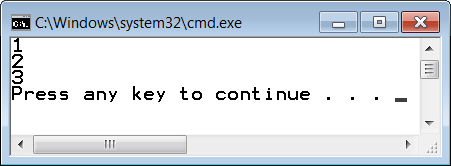 C:\Windows\system32\cmd.exe
1
2
3
Press any key to continue . . . _